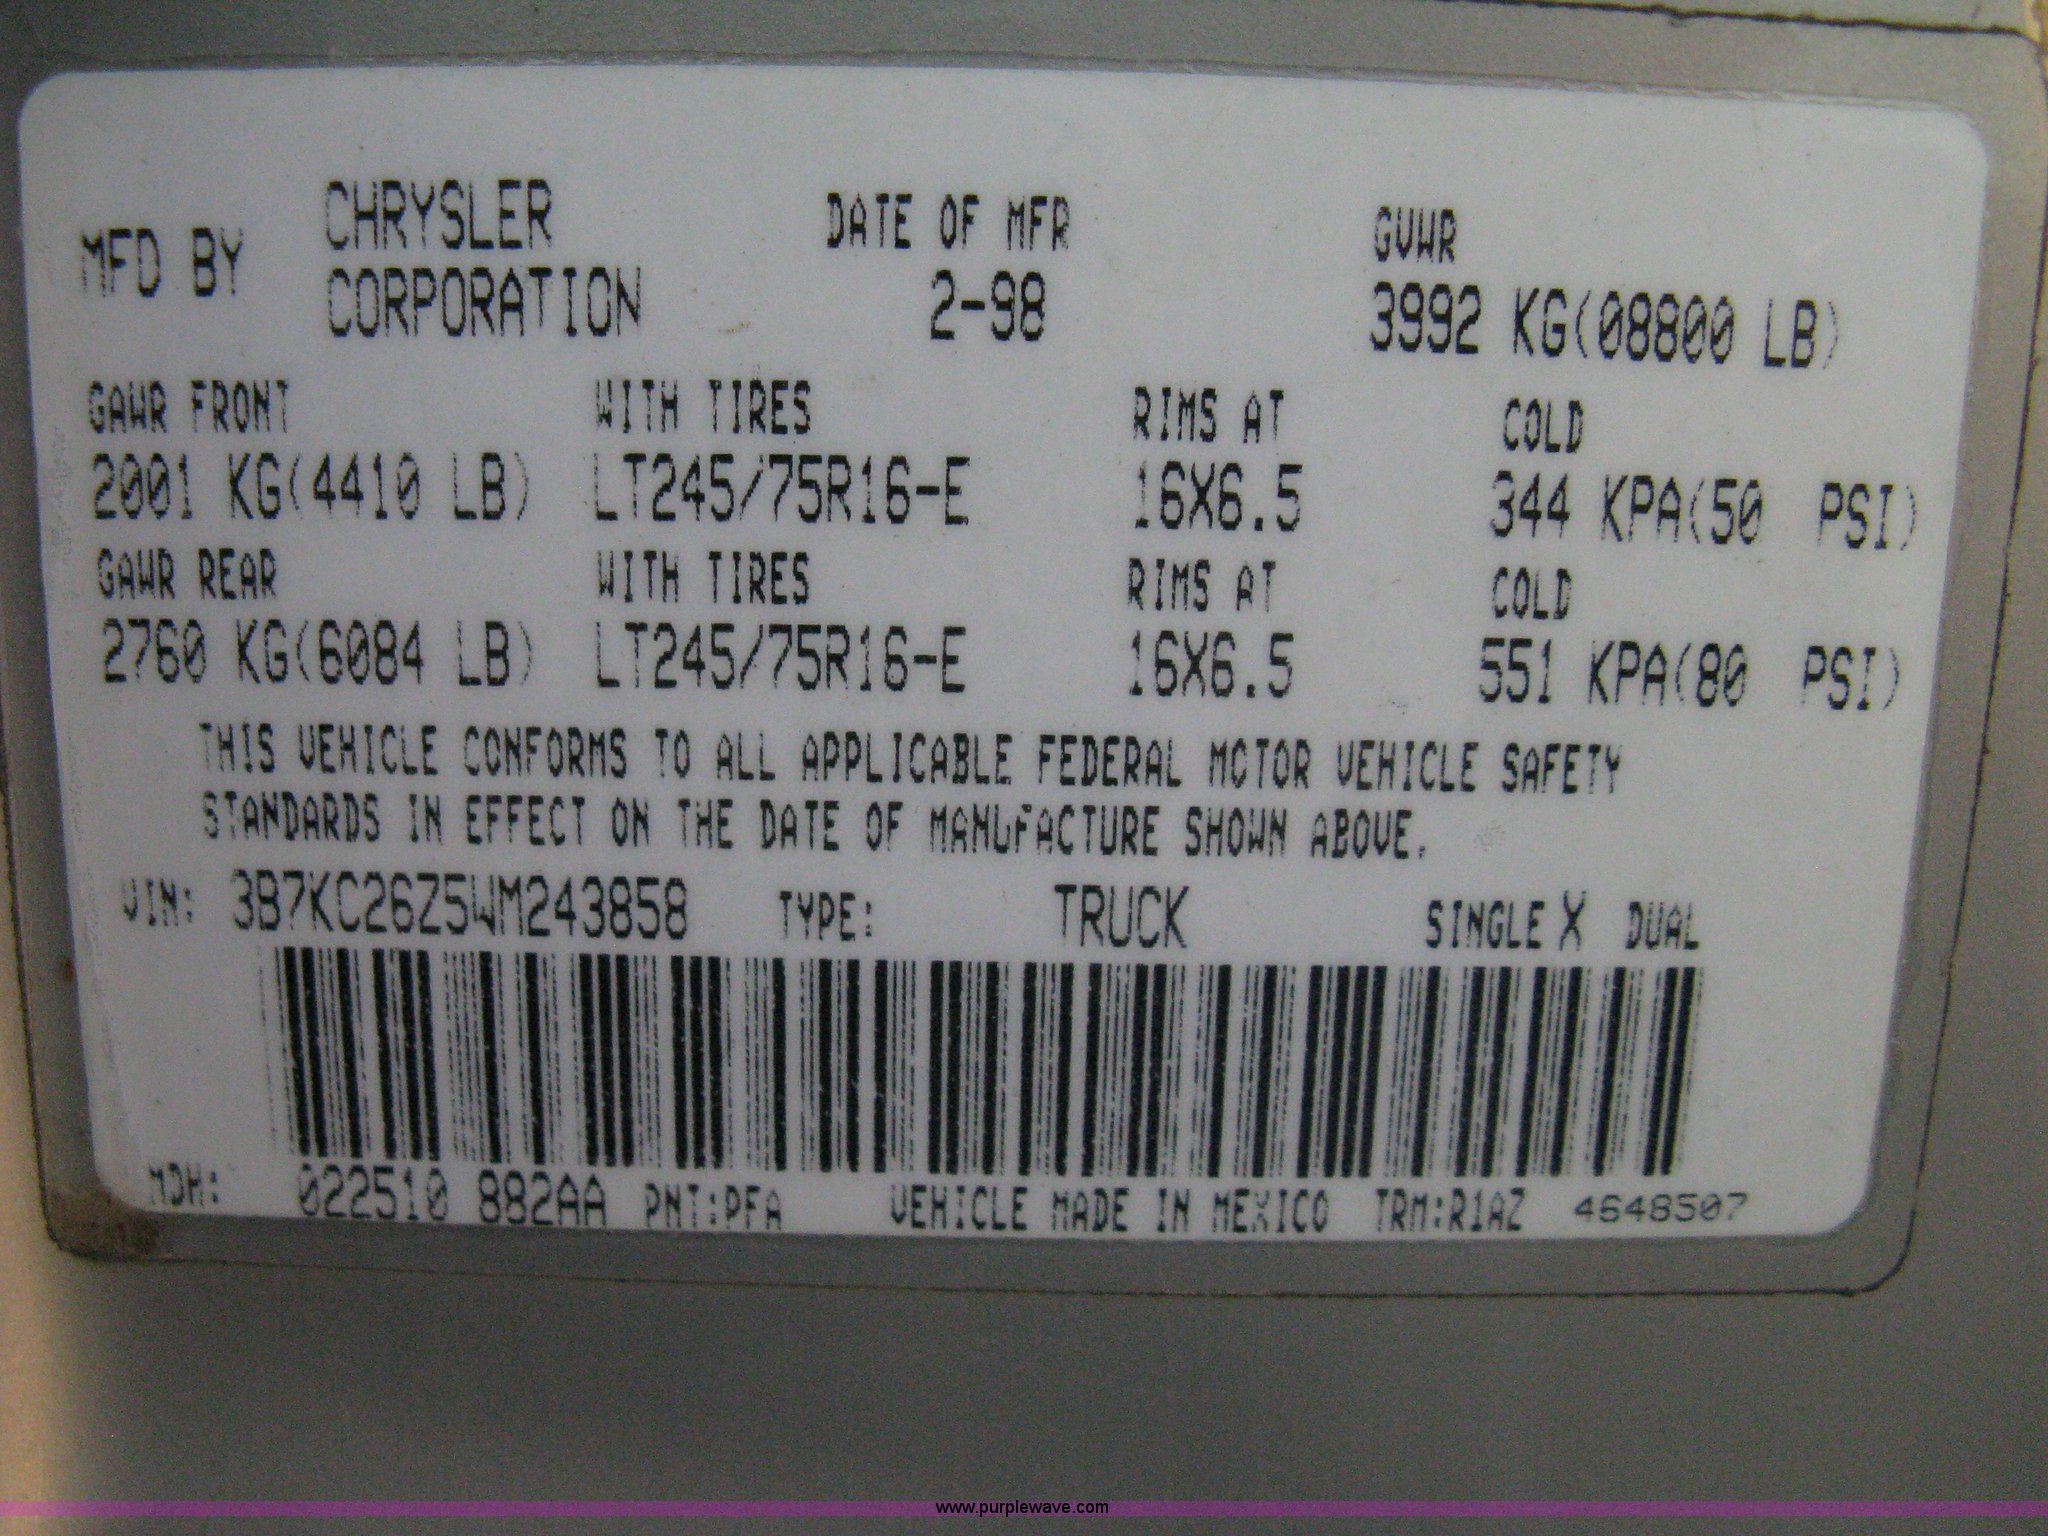 MFD BY CHRYSLER CORPORATION DATE OF MFR 2-98 GVWR 3992 KG(08800 LB)
GAWR FRONT WITH TIRES RIMS AT COLD
2001 KG(4410 LB) LT245/75R16-E 16X6.5 344 KPA(50 PSI)
GAWR REAR WITH TIRES RIMS AT COLD
2760 KG(6084 LB) LT245/75R16-E 16X6.5 551 KPA(80 PSI)
THIS VEHICLE CONFORMS TO ALL APPLICABLE FEDERAL MOTOR VEHICLE SAFETY
STANDARDS IN EFFECT ON THE DATE OF MANUFACTURE SHOWN ABOVE.
VIN: 3B7KC26Z5WM243858 TYPE: TRUCK SINGLE X DUAL
MDH: 022510 882AA PNT:PFA VEHICLE MADE IN MEXICO TRM:R1AZ 4648507
www.purplewave.com